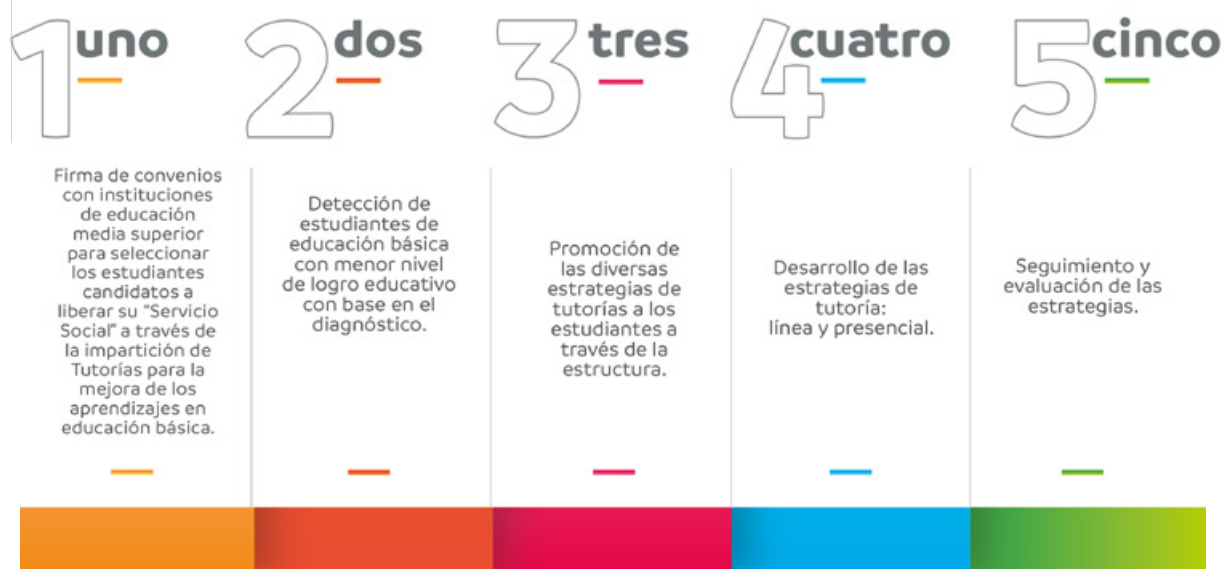 1 uno
Firma de convenios
con instituciones
de educación
media superior
para seleccionar
los estudiantes
candidatos a
liberar su "Servicio
Social" a través de
la impartición de
Tutorías para la
mejora de los
aprendizajes en
educación básica.
2 dos
Detección de
estudiantes de
educación básica
con menor nivel
de logro educativo
con base en el
diagnóstico.
3 tres
Promoción de
las diversas
estrategias de
tutorías a los
estudiantes a
través de la
estructura.
4 cuatro
Desarrollo de las
estrategias de
tutoría:
línea y presencial.
5 cinco
Seguimiento y
evaluación de las
estrategias.